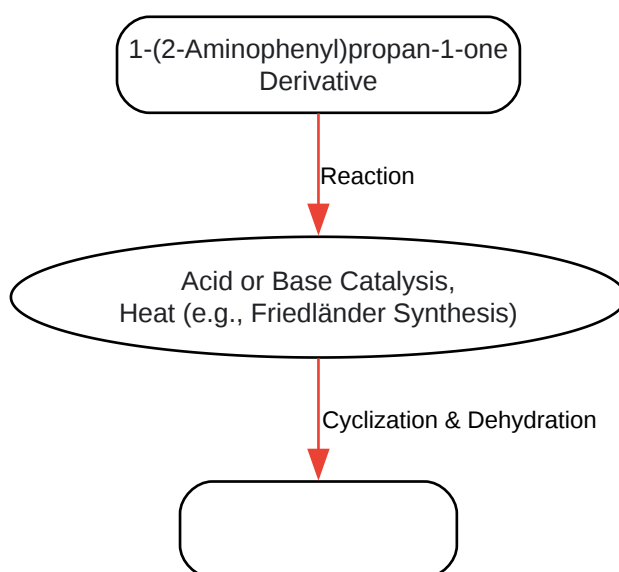 1-(2-Aminophenyl)propan-1-one
Derivative
Reaction
Acid or Base Catalysis,
Heat (e.g., Friedländer Synthesis)
Cyclization & Dehydration